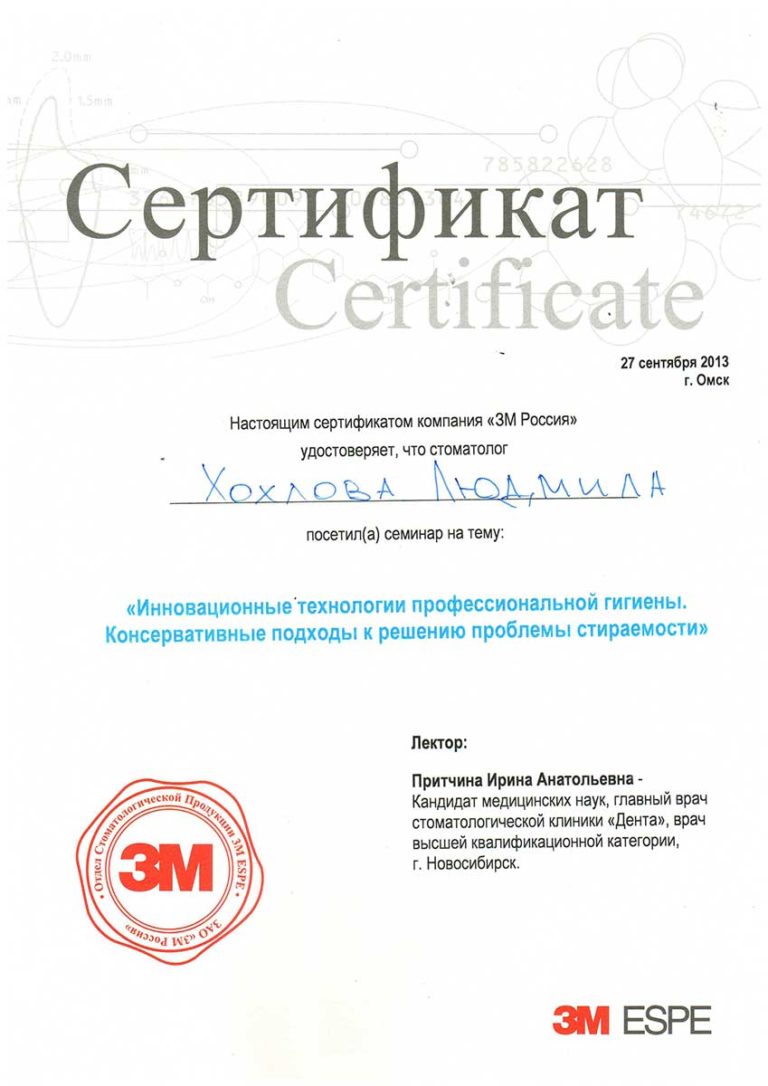 2.0mm
1.5mm
785822628
74672
Сертификат
Certificate
27 сентября 2013
г. Омск
Настоящим сертификатом компания «3М Россия»
удостоверяет, что стоматолог
Хохлова Людмила
посетил(а) семинар на тему:
«Инновационные технологии профессиональной гигиены.
Консервативные подходы к решению проблемы стираемости»
Лектор:
Притчина Ирина Анатольевна -
Кандидат медицинских наук, главный врач
стоматологической клиники «Дента», врач
высшей квалификационной категории,
г. Новосибирск.
• Отдел Стоматологической Продукции 3M ESPE •
3M
ЗАО «3М Россия»
3M ESPE